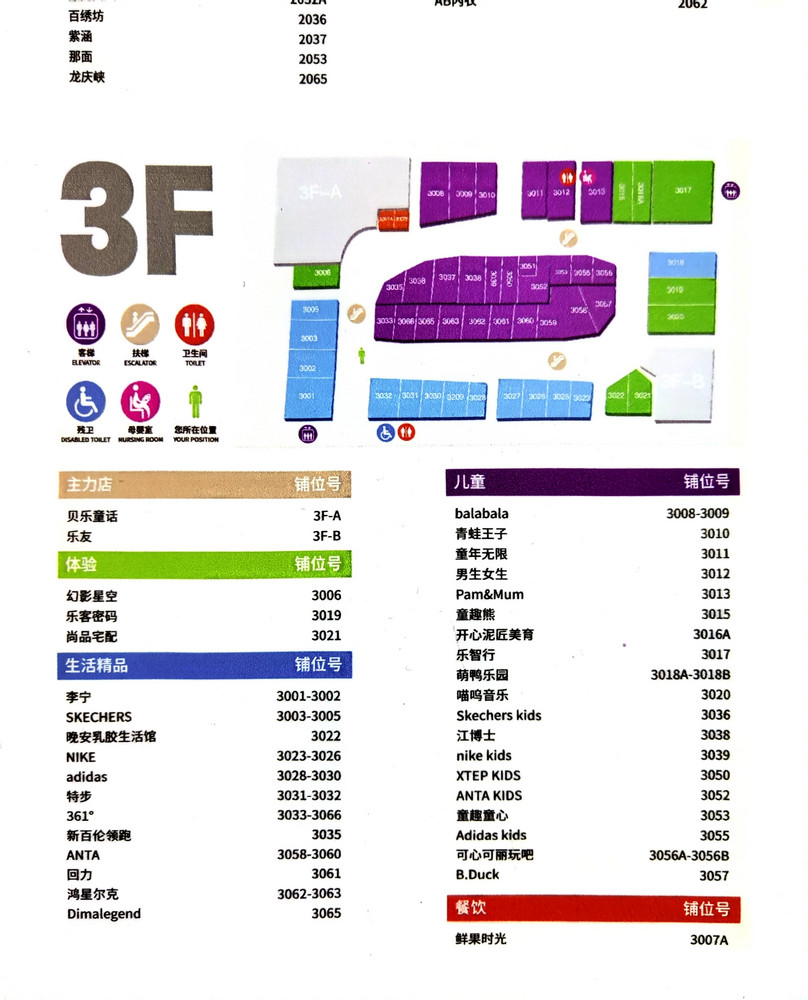 百绣坊 2036
紫涵 2037
那面 2053
龙庆峡 2065
2062
3F
客梯
ELEVATOR
扶梯
ESCALATOR
卫生间
TOILET
残卫
DISABLED TOILET
母婴室
NURSING ROOM
您所在位置
YOUR POSITION
3F-A
3008 3009 3010
3011 3012 3013 3015 3016A 3017
3006
3005
3003
3002
3001
3035 3036 3037 3038 3039 3050 3051 3052 3053 3055 3056
3033 3066 3065 3063 3062 3061 3060 3059 3058 3057
3018
3019
3020
3032 3031 3030 3209 3028
3027 3026 3025 3023
3022 3021
3F-B
主力店 铺位号
贝乐童话 3F-A
乐友 3F-B
体验 铺位号
幻影星空 3006
乐客密码 3019
尚品宅配 3021
生活精品 铺位号
李宁 3001-3002
SKECHERS 3003-3005
晚安乳胶生活馆 3022
NIKE 3023-3026
adidas 3028-3030
特步 3031-3032
361° 3033-3066
新百伦领跑 3035
ANTA 3058-3060
回力 3061
鸿星尔克 3062-3063
Dimalegend 3065
儿童 铺位号
balabala 3008-3009
青蛙王子 3010
童年无限 3011
男生女生 3012
Pam&Mum 3013
童趣熊 3015
开心泥匠美育 3016A
乐智行 3017
萌鸭乐园 3018A-3018B
喵呜音乐 3020
Skechers kids 3036
江博士 3038
nike kids 3039
XTEP KIDS 3050
ANTA KIDS 3052
童趣童心 3053
Adidas kids 3055
可心可丽玩吧 3056A-3056B
B.Duck 3057
餐饮 铺位号
鲜果时光 3007A